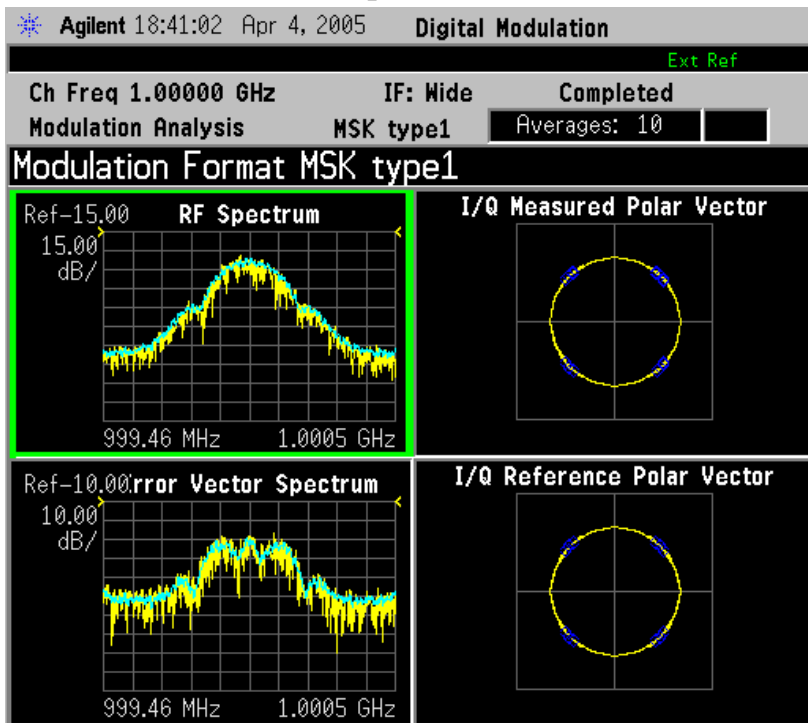 Agilent 18:41:02 Apr 4, 2005 Digital Modulation
Ext Ref
Ch Freq 1.00000 GHz IF: Wide Completed
Modulation Analysis MSK type1 Averages: 10
Modulation Format MSK type1
Ref-15.00 RF Spectrum
15.00
dB/
999.46 MHz 1.0005 GHz
I/Q Measured Polar Vector
Ref-10.00 rror Vector Spectrum
10.00
dB/
999.46 MHz 1.0005 GHz
I/Q Reference Polar Vector